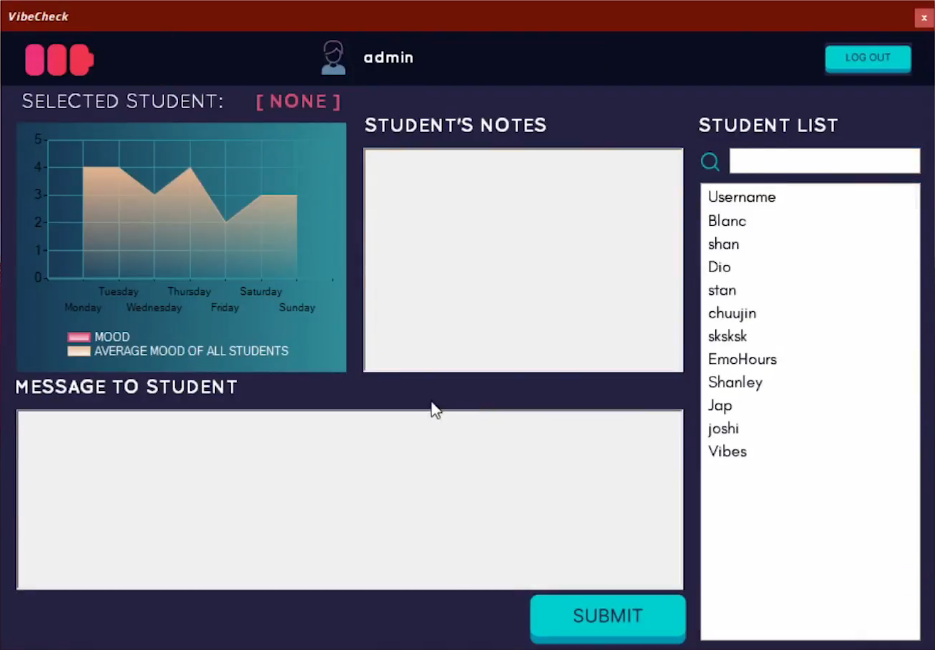 VibeCheck
x
admin
LOG OUT
SELECTED STUDENT: [ NONE ]
5
4
3
2
1
0
Tuesday Thursday Saturday
Monday Wednesday Friday Sunday
MOOD
AVERAGE MOOD OF ALL STUDENTS
STUDENT'S NOTES
MESSAGE TO STUDENT
SUBMIT
STUDENT LIST
Username
Blanc
shan
Dio
stan
chuujin
sksksk
EmoHours
Shanley
Jap
joshi
Vibes